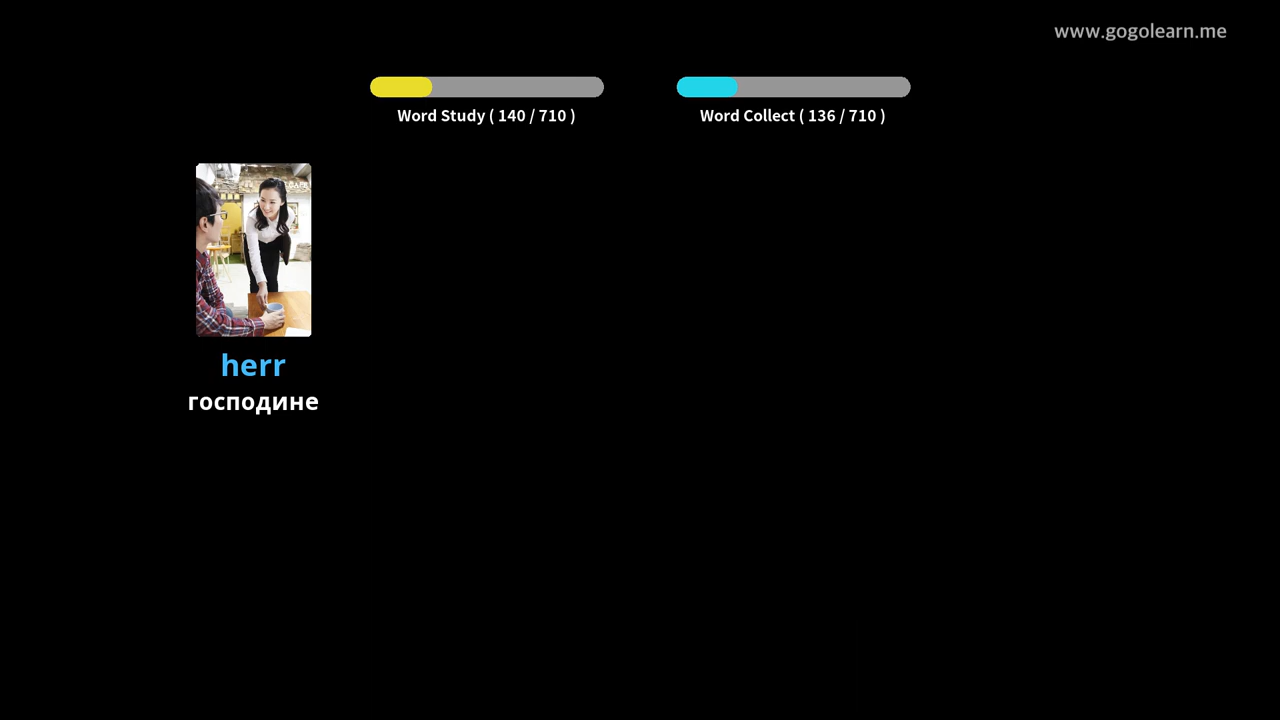 www.gogolearn.me
Word Study ( 140 / 710 )
Word Collect ( 136 / 710 )
herr
господине